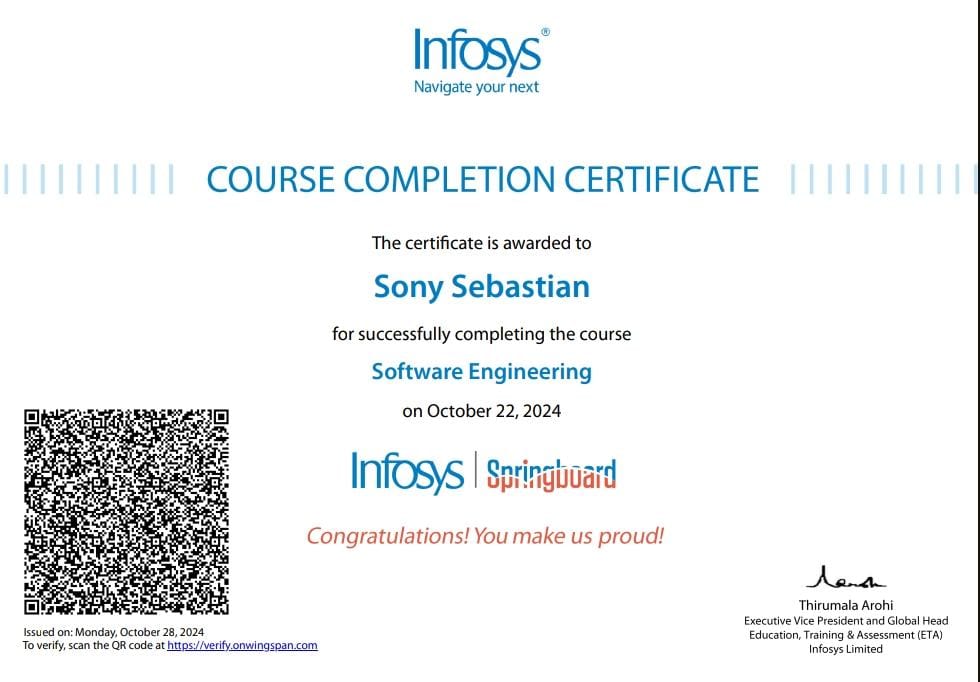 Infosys®
Navigate your next
COURSE COMPLETION CERTIFICATE
The certificate is awarded to
Sony Sebastian
for successfully completing the course
Software Engineering
on October 22, 2024
Infosys | Springboard
Congratulations! You make us proud!
Issued on: Monday, October 28, 2024
To verify, scan the QR code at https://verify.onwingspan.com
Thirumala Arohi
Executive Vice President and Global Head
Education, Training & Assessment (ETA)
Infosys Limited